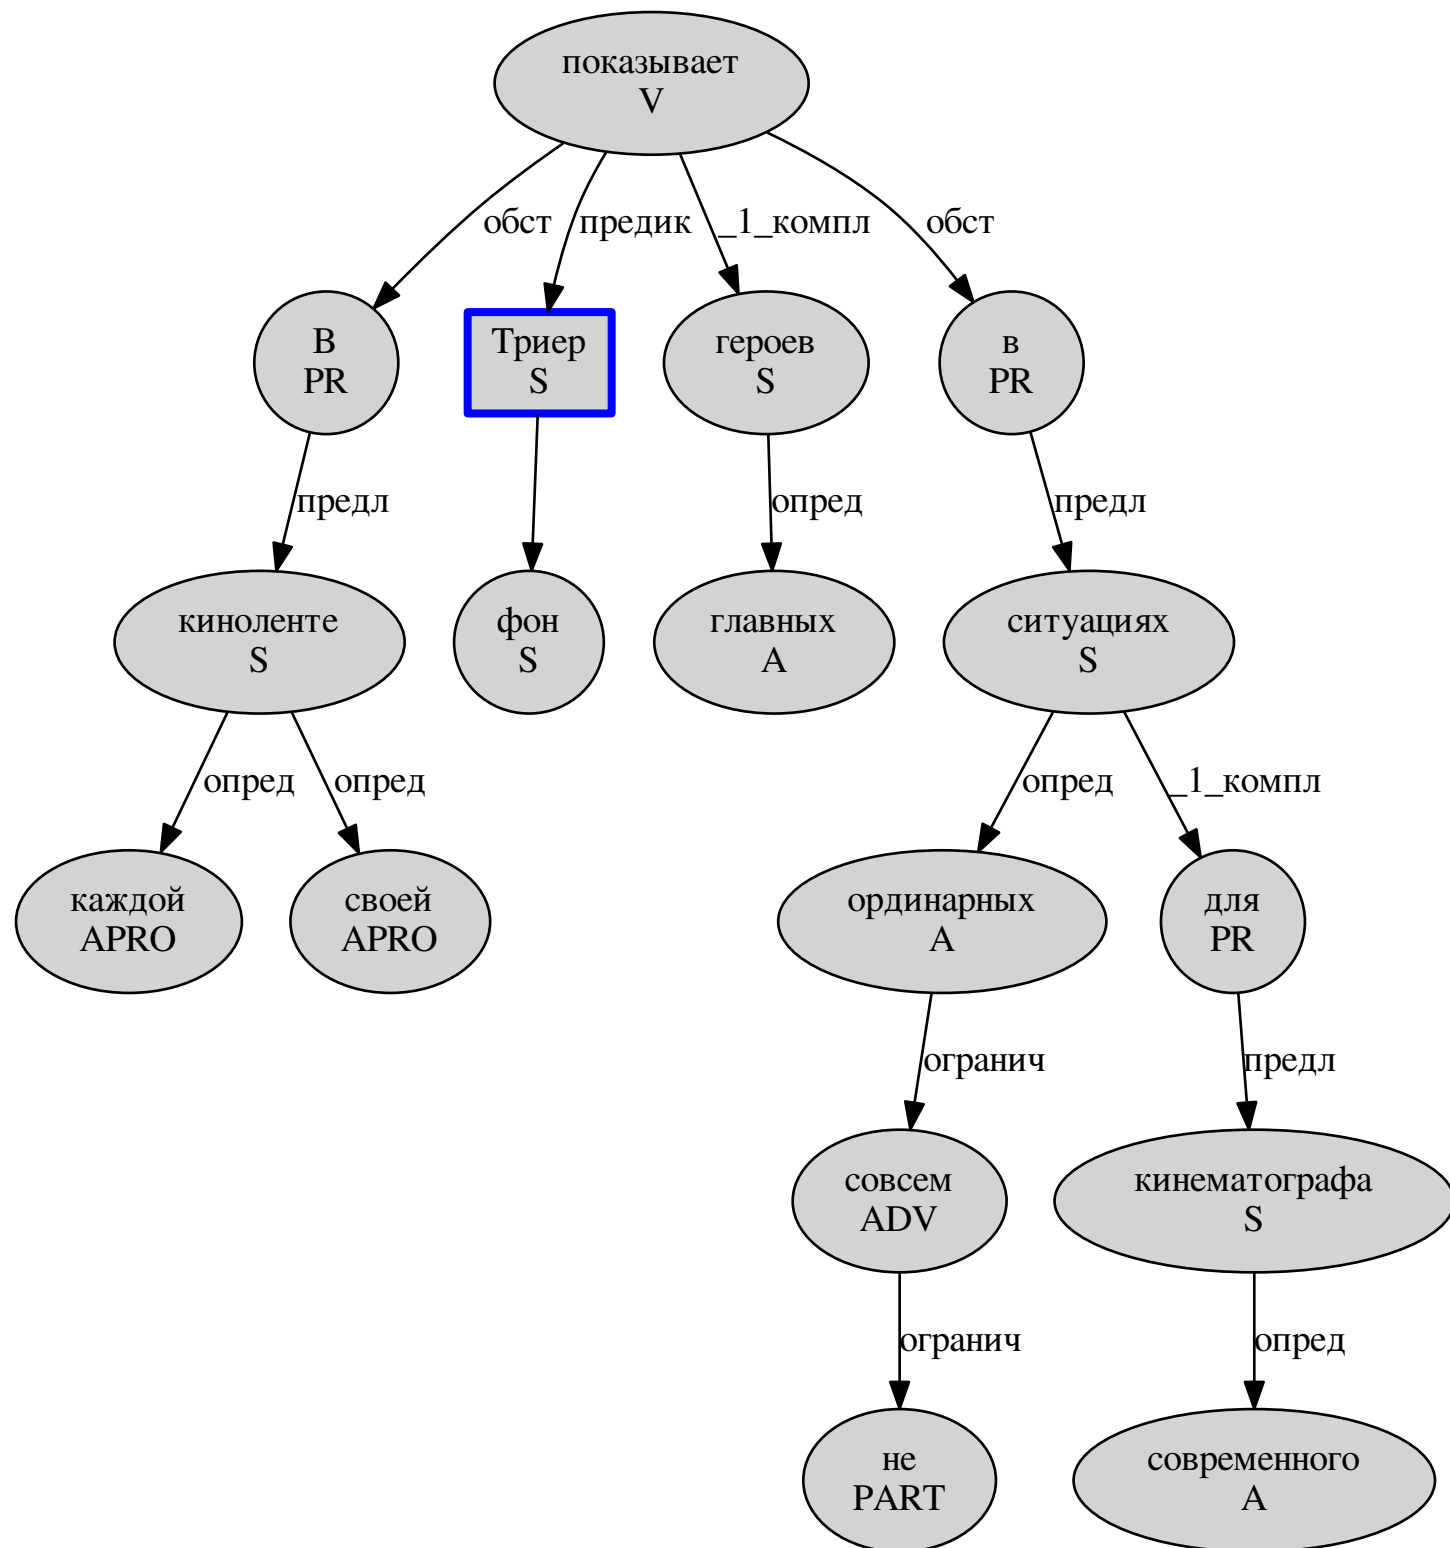 показывает
V
обст
предик
_1_компл
обст
В
PR
Триер
S
героев
S
в
PR
предл
опред
предл
киноленте
S
фон
S
главных
A
ситуациях
S
опред
опред
опред
_1_компл
каждой
APRO
своей
APRO
ординарных
A
для
PR
огранич
предл
совсем
ADV
кинематографа
S
огранич
опред
не
PART
современного
A